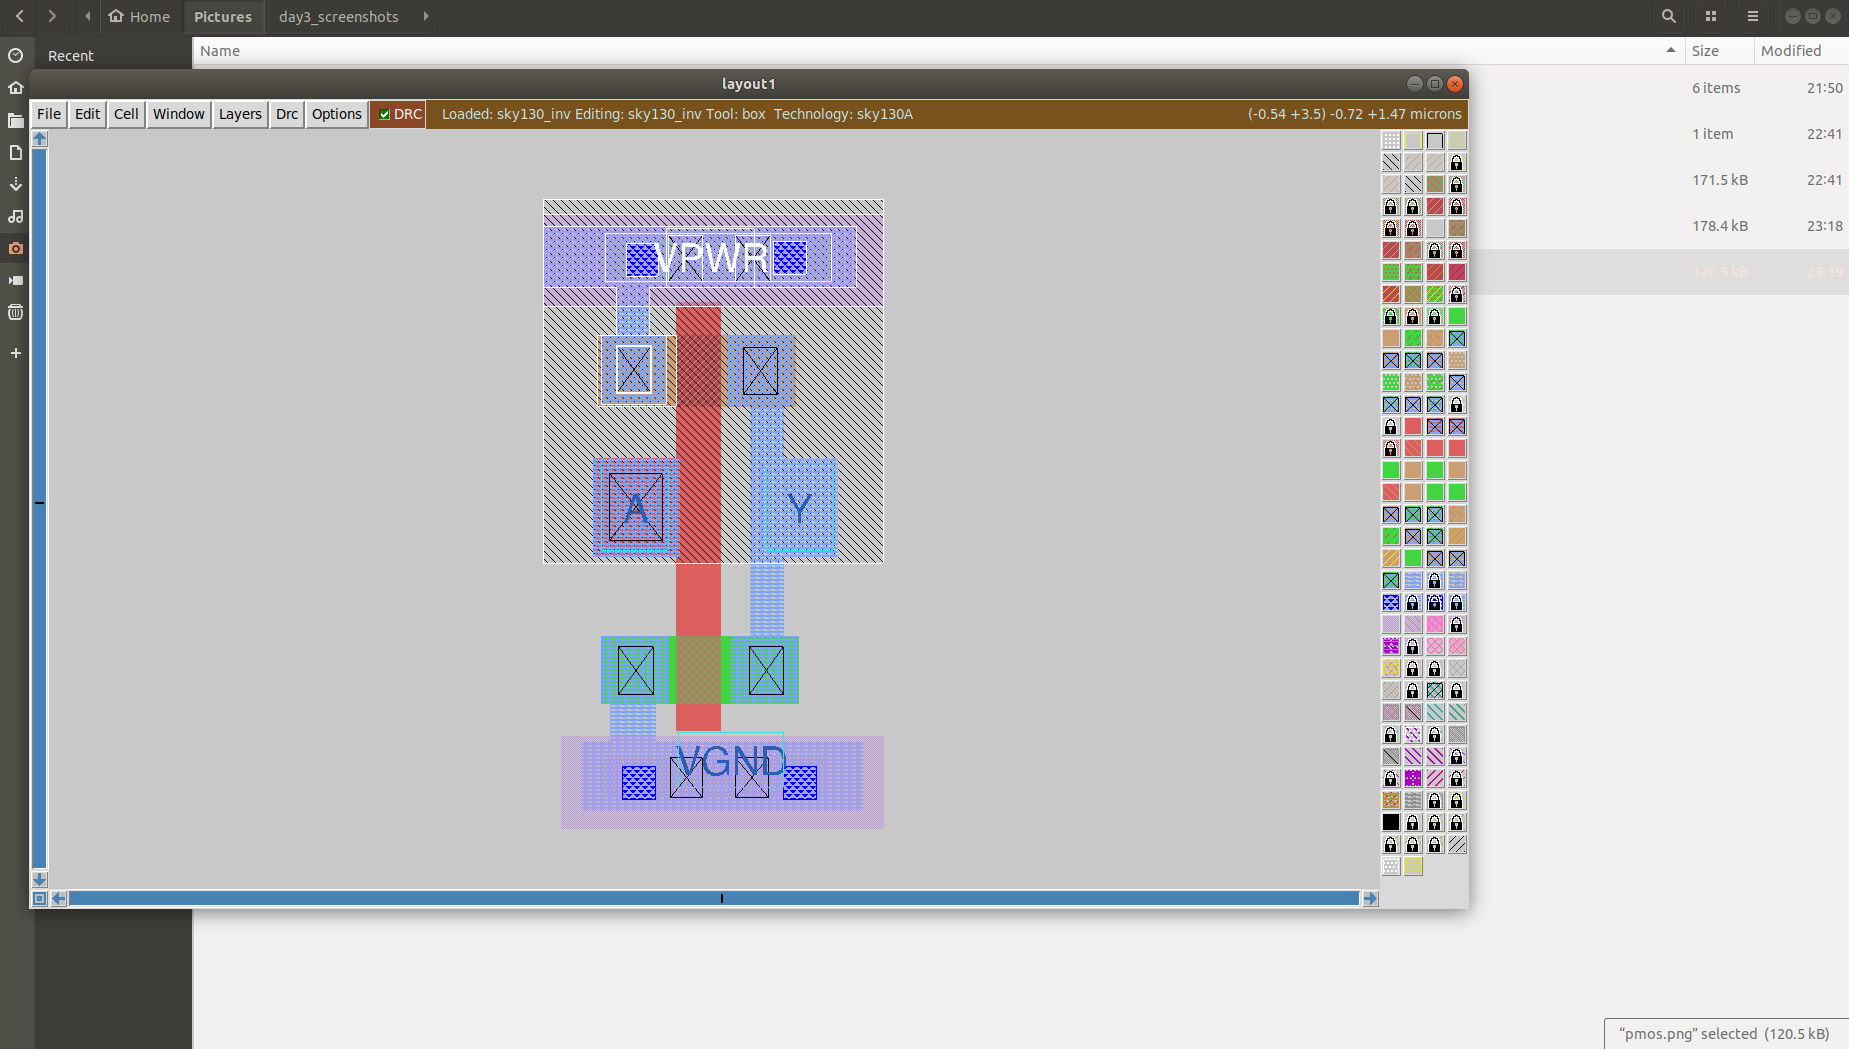 Home
Pictures
day3_screenshots
Recent
Name
Size
Modified
layout1
File
Edit
Cell
Window
Layers
Drc
Options
DRC
Loaded: sky130_inv Editing: sky130_inv Tool: box Technology: sky130A
(-0.54 +3.5) -0.72 +1.47 microns
6 items
21:50
1 item
22:41
171.5 kB
22:41
178.4 kB
23:18
120.5 kB
23:19
VPWR
A
Y
VGND
“pmos.png” selected (120.5 kB)